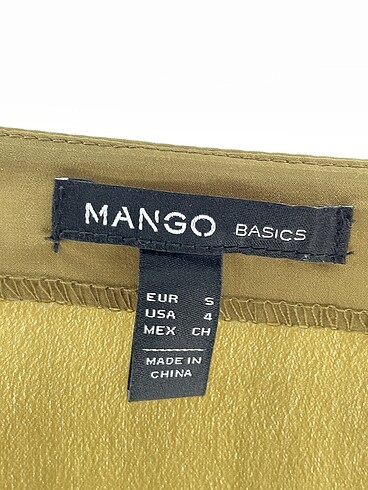 MANGO BASICS
EUR S
USA 4
MEX CH
MADE IN
CHINA